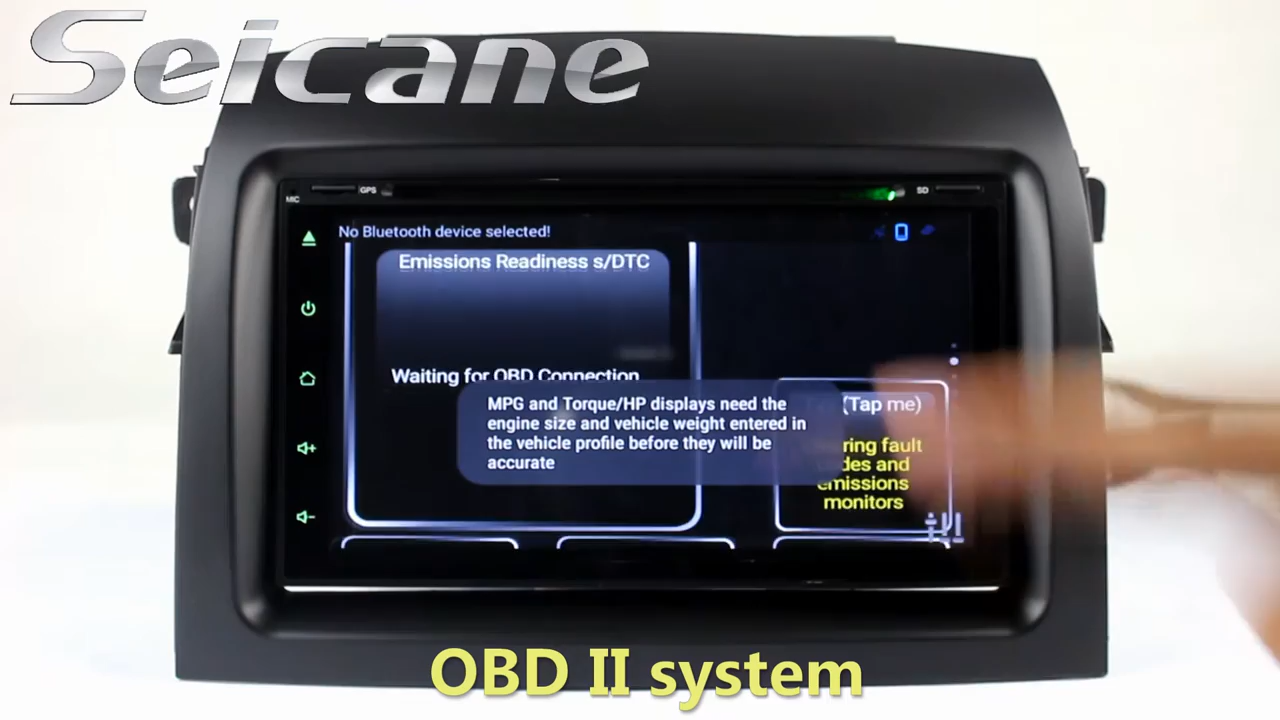 Seicane
MIC
GPS
SD
No Bluetooth device selected!
Emissions Readiness s/DTC
Waiting for OBD Connection
MPG and Torque/HP displays need the
engine size and vehicle weight entered in
the vehicle profile before they will be
accurate
(Tap me)
fault
and
emissions
monitors
OBD II system